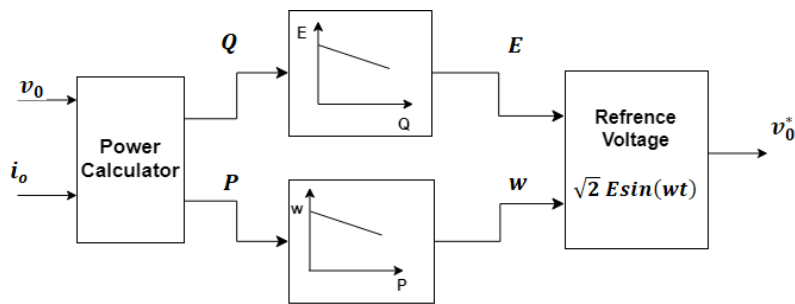 Q
E
E
Q
v₀
Power
Calculator
iₒ
Refrence
Voltage
√2 Esin(wt)
v₀*
P
w
w
P